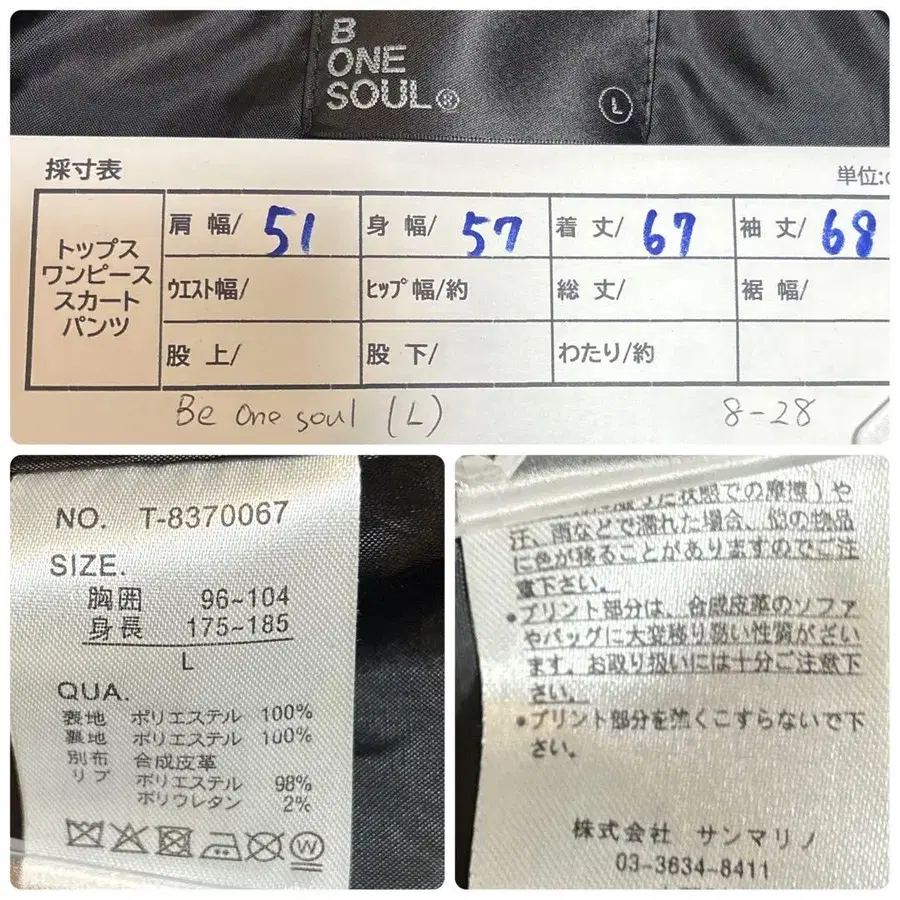 B
ONE
SOUL®
L
採寸表
単位:c
トップス
ワンピース
スカート
パンツ
肩 幅/ 51
身 幅/ 57
着 丈/ 67
袖 丈/ 68
ウエスト幅/
ヒップ幅/約
総 丈/
裾 幅/
股 上/
股 下/
わたり/約
Be One soul (L)
8-28
NO. T-8370067
SIZE.
胸囲 96~104
身長 175~185
L
QUA.
表地 ポリエステル 100%
裏地 ポリエステル 100%
別布 合成皮革
リブ ポリエステル 98%
ポリウレタン 2%
W
状態での摩擦)や
汗、雨などで濡れた場合、他の物品
に色が移ることがありますのでご注
意下さい。
•プリント部分は、合成皮革のソファ
やバッグに大変移り易い性質がござい
ます。お取り扱いには十分ご注意下
さい。
•プリント部分を強くこすらないで下
さい。
株式会社 サンマリノ
03-3634-8411